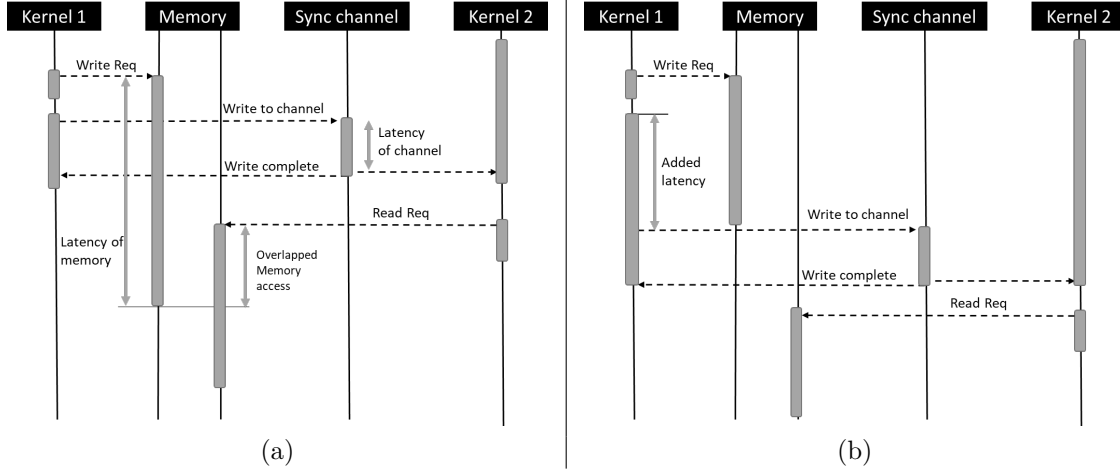 Kernel 1
Memory
Sync channel
Kernel 2
Write Req
Write to channel
Latency
of channel
Write complete
Read Req
Latency of
memory
Overlapped
Memory
access
(a)
Kernel 1
Memory
Sync channel
Kernel 2
Write Req
Added
latency
Write to channel
Write complete
Read Req
(b)